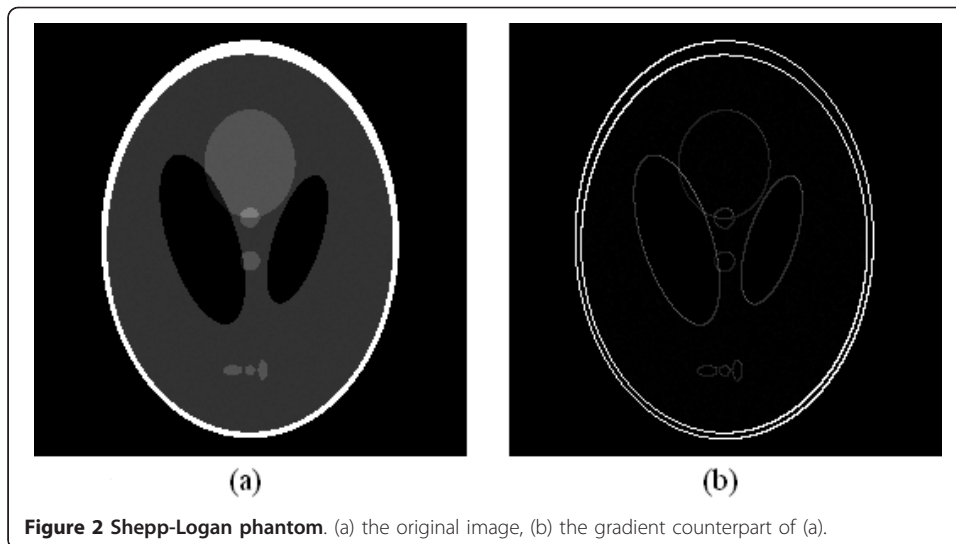 (a) (b)
Figure 2 Shepp-Logan phantom. (a) the original image, (b) the gradient counterpart of (a).